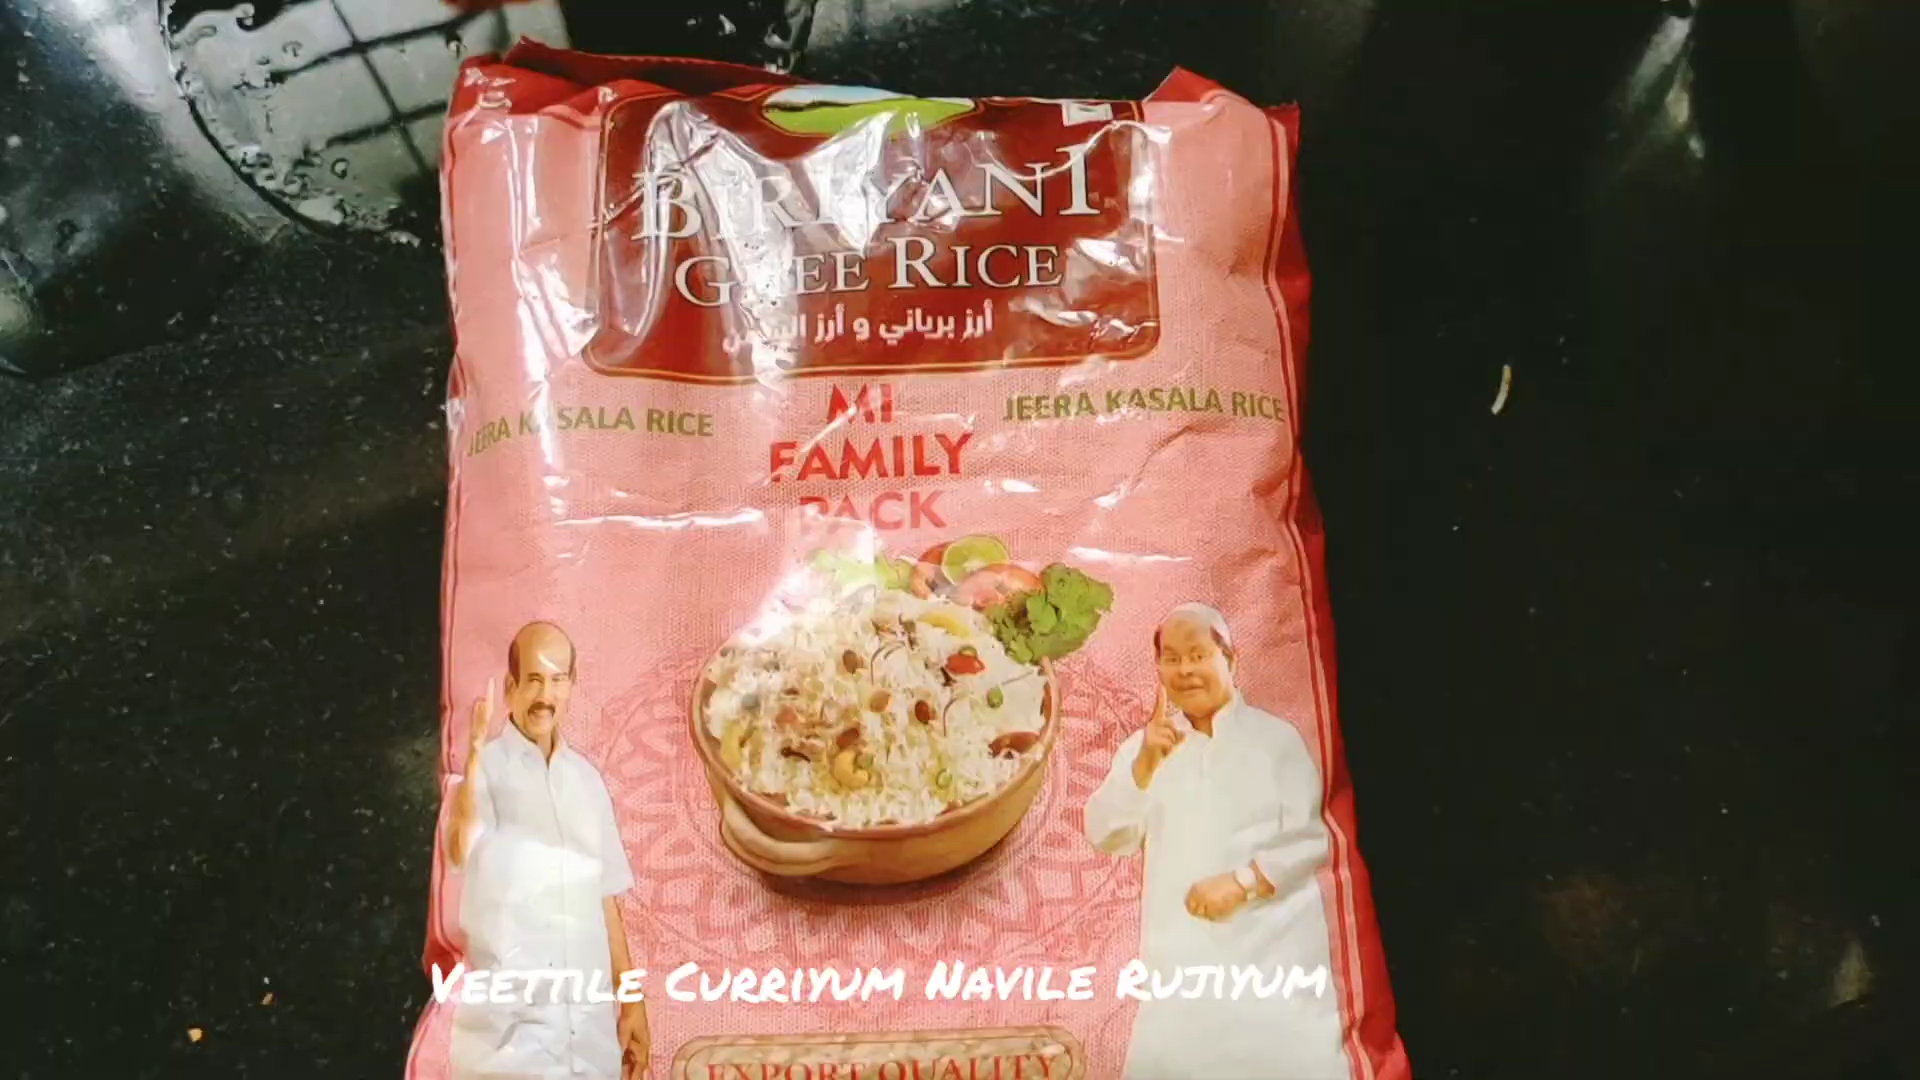 BIRIYANI
GHEE RICE
أرز برياني و أرز
JEERA KASALA RICE
MI
FAMILY
PACK
JEERA KASALA RICE
VEETTILE CURRIYUM NAVILE RUJIYUM
EXPORT QUALITY